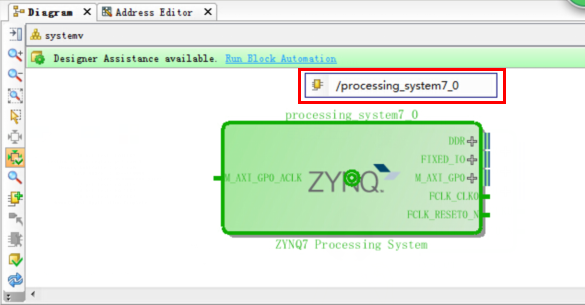 Diagram × Address Editor ×
systemv
Designer Assistance available. Run Block Automation
/processing_system7_0
processing_system7_0
DDR
FIXED_IO
M_AXI_GP0_ACLK ZYNQ. M_AXI_GP0
FCLK_CLK0
FCLK_RESET0_N
ZYNQ7 Processing System